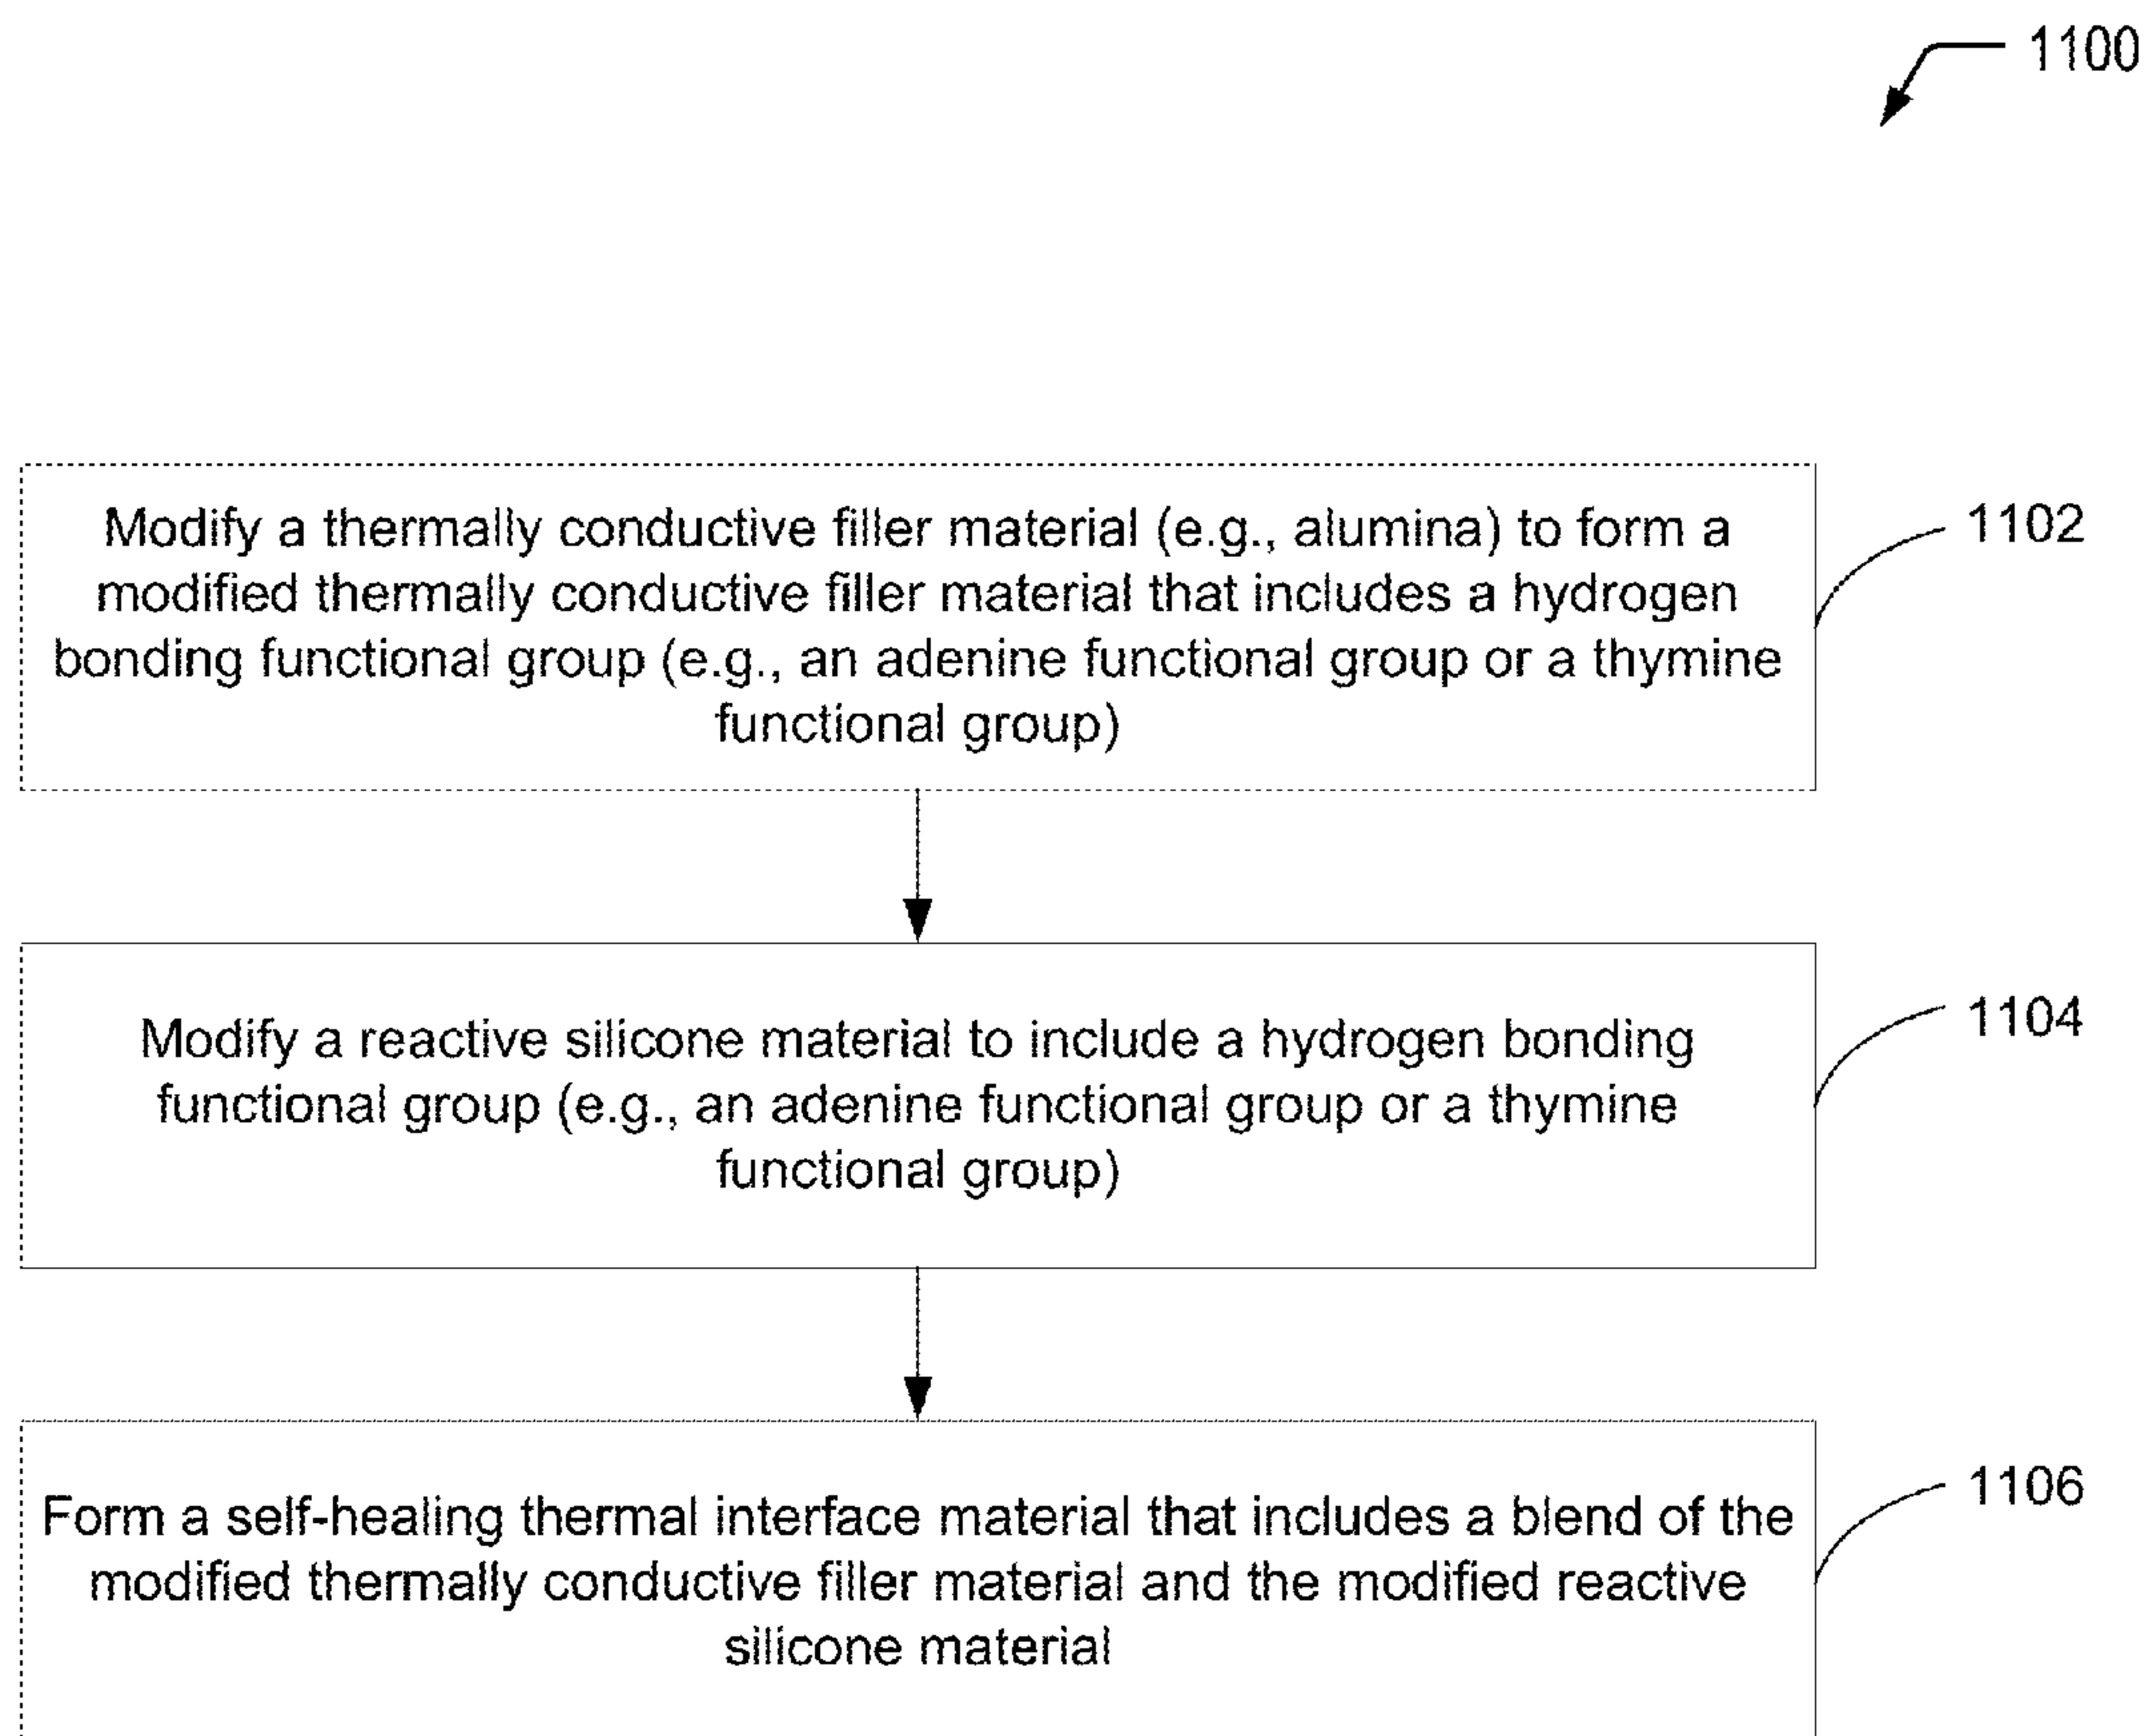 1100
Modify a thermally conductive filler material (e.g., alumina) to form a
modified thermally conductive filler material that includes a hydrogen
bonding functional group (e.g., an adenine functional group or a thymine
functional group)
1102
Modify a reactive silicone material to include a hydrogen bonding
functional group (e.g., an adenine functional group or a thymine
functional group)
1104
Form a self-healing thermal interface material that includes a blend of the
modified thermally conductive filler material and the modified reactive
silicone material
1106